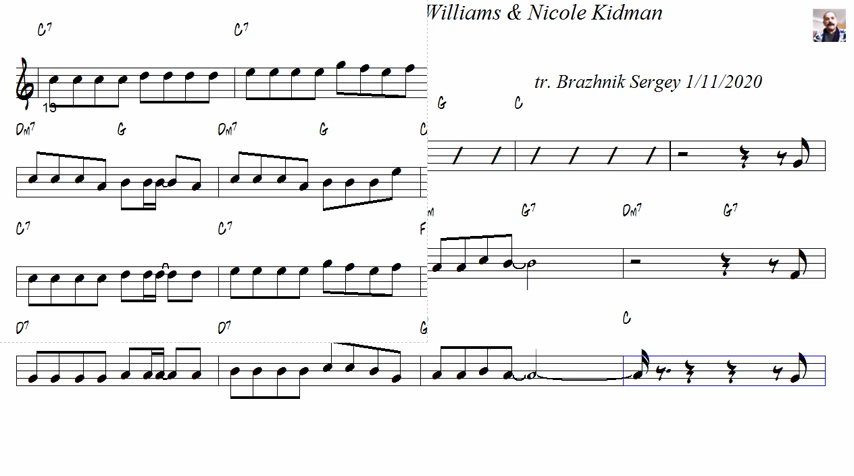 Williams & Nicole Kidman
C7 C7
tr. Brazhnik Sergey 1/11/2020
G C
13
Dm7 G Dm7 G C
C7 C7 F
m G7 Dm7 G7
D7 D7 G
C